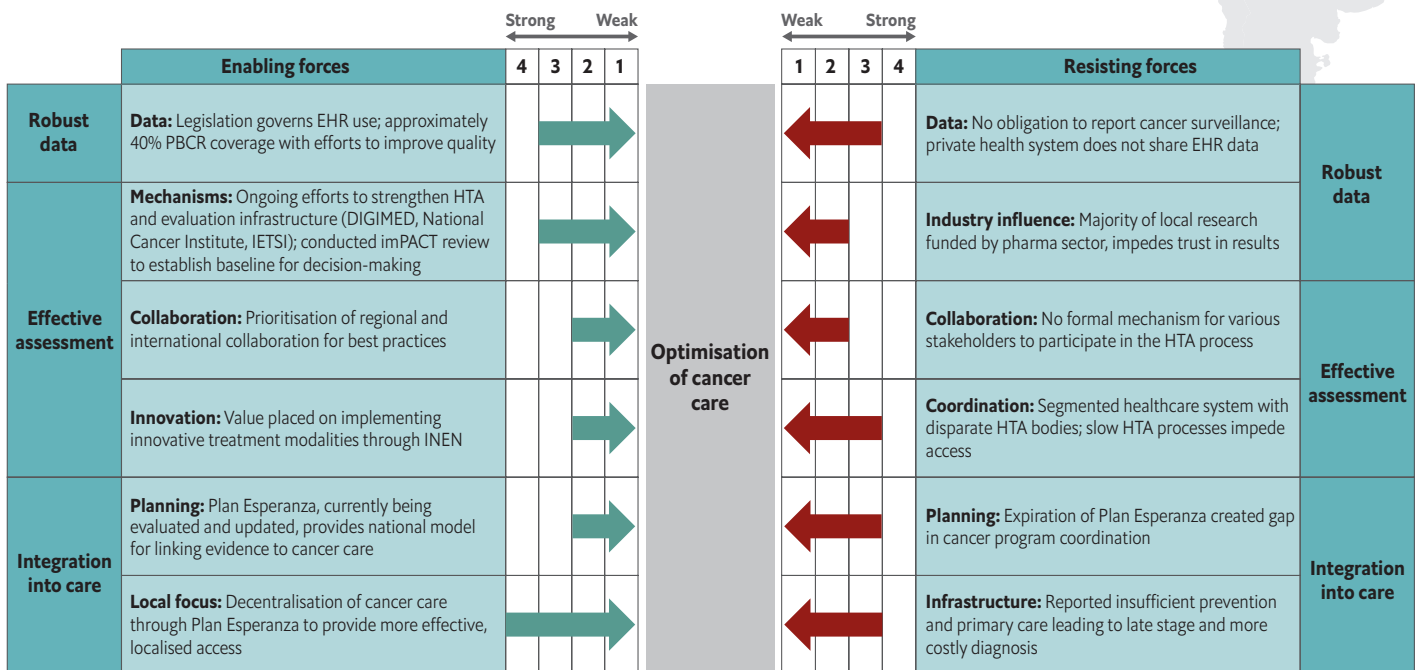 Strong Weak
Weak Strong
Enabling forces
4 3 2 1
1 2 3 4
Resisting forces
Robust
data
Data: Legislation governs EHR use; approximately
40% PBCR coverage with efforts to improve quality
Effective
assessment
Mechanisms: Ongoing efforts to strengthen HTA
and evaluation infrastructure (DIGIMED, National
Cancer Institute, IETSI); conducted imPACT review
to establish baseline for decision-making
Collaboration: Prioritisation of regional and
international collaboration for best practices
Innovation: Value placed on implementing
innovative treatment modalities through INEN
Integration
into care
Planning: Plan Esperanza, currently being
evaluated and updated, provides national model
for linking evidence to cancer care
Local focus: Decentralisation of cancer care
through Plan Esperanza to provide more effective,
localised access
Optimisation
of cancer
care
Data: No obligation to report cancer surveillance;
private health system does not share EHR data
Industry influence: Majority of local research
funded by pharma sector, impedes trust in results
Robust
data
Collaboration: No formal mechanism for various
stakeholders to participate in the HTA process
Coordination: Segmented healthcare system with
disparate HTA bodies; slow HTA processes impede
access
Effective
assessment
Planning: Expiration of Plan Esperanza created gap
in cancer program coordination
Infrastructure: Reported insufficient prevention
and primary care leading to late stage and more
costly diagnosis
Integration
into care